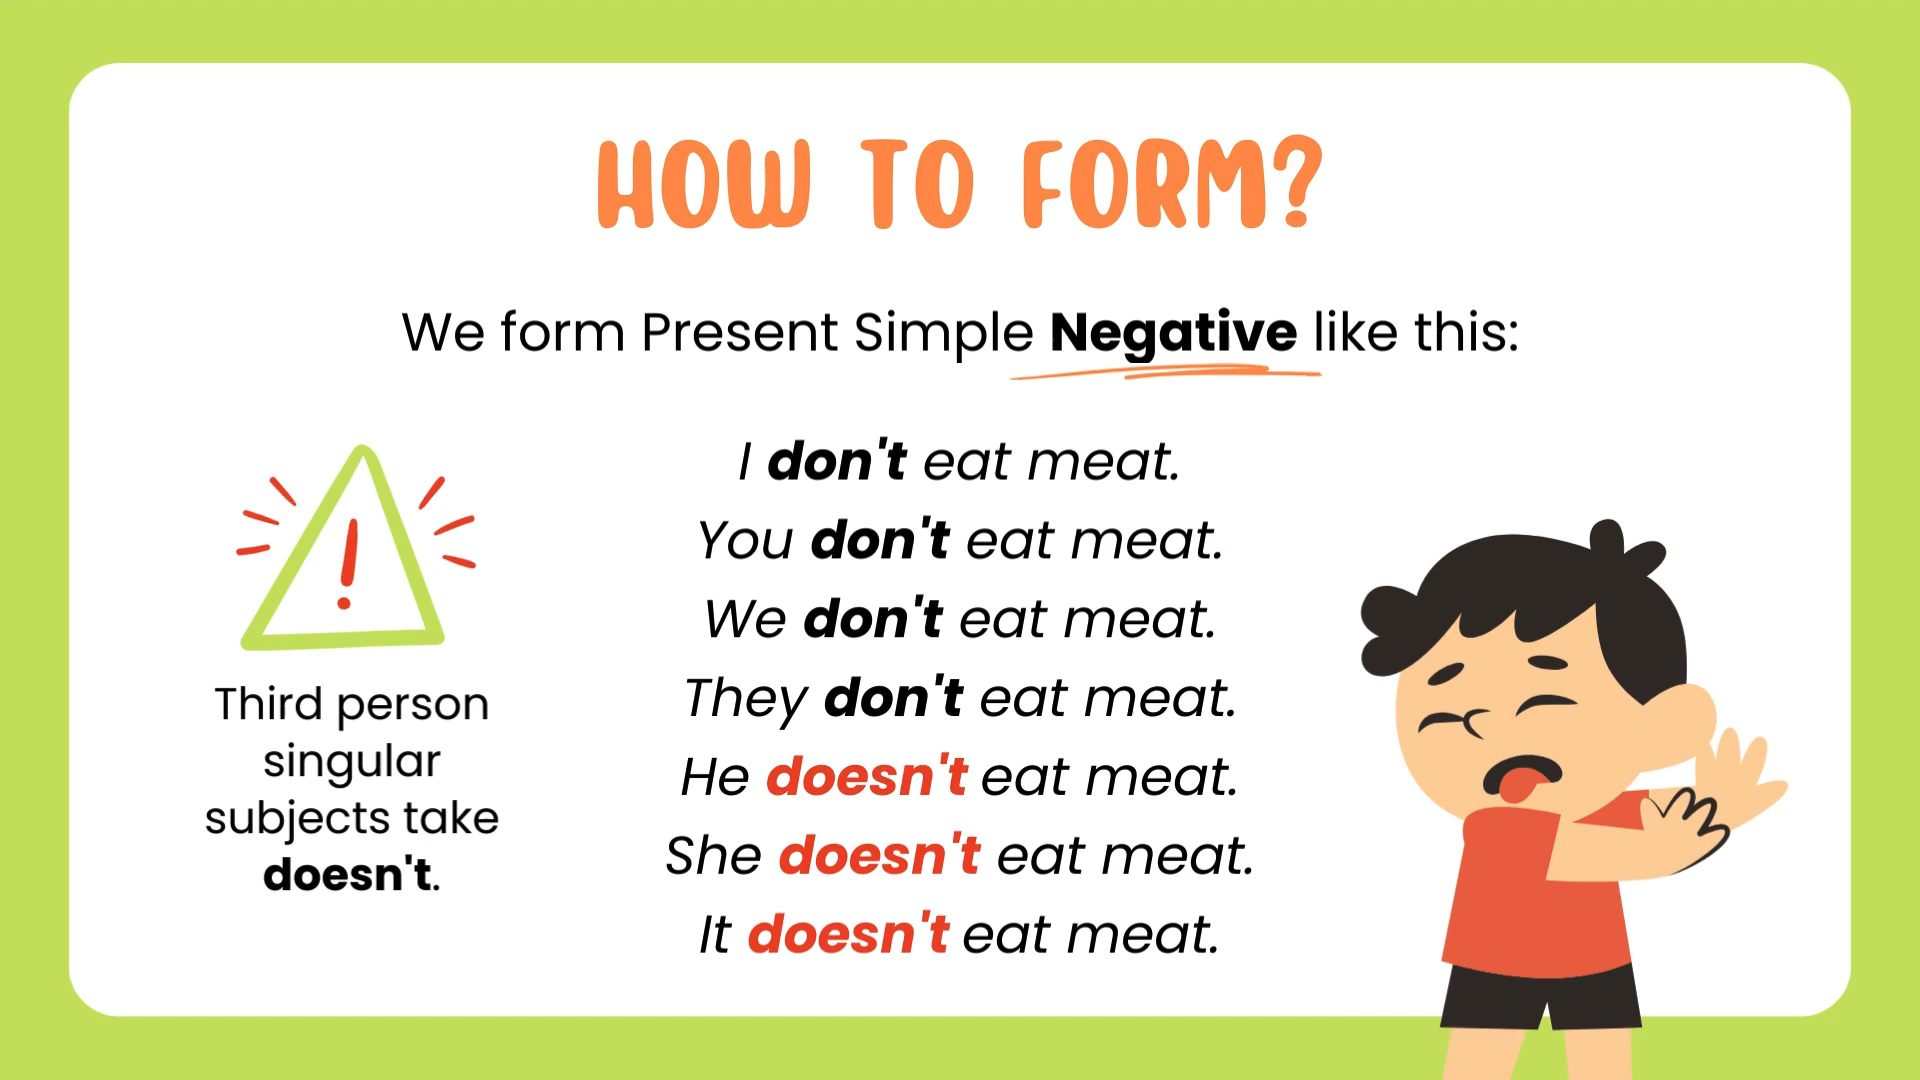 HOW TO FORM?
We form Present Simple Negative like this:
I don't eat meat.
You don't eat meat.
We don't eat meat.
They don't eat meat.
He doesn't eat meat.
She doesn't eat meat.
It doesn't eat meat.
!
Third person
singular
subjects take
doesn't.